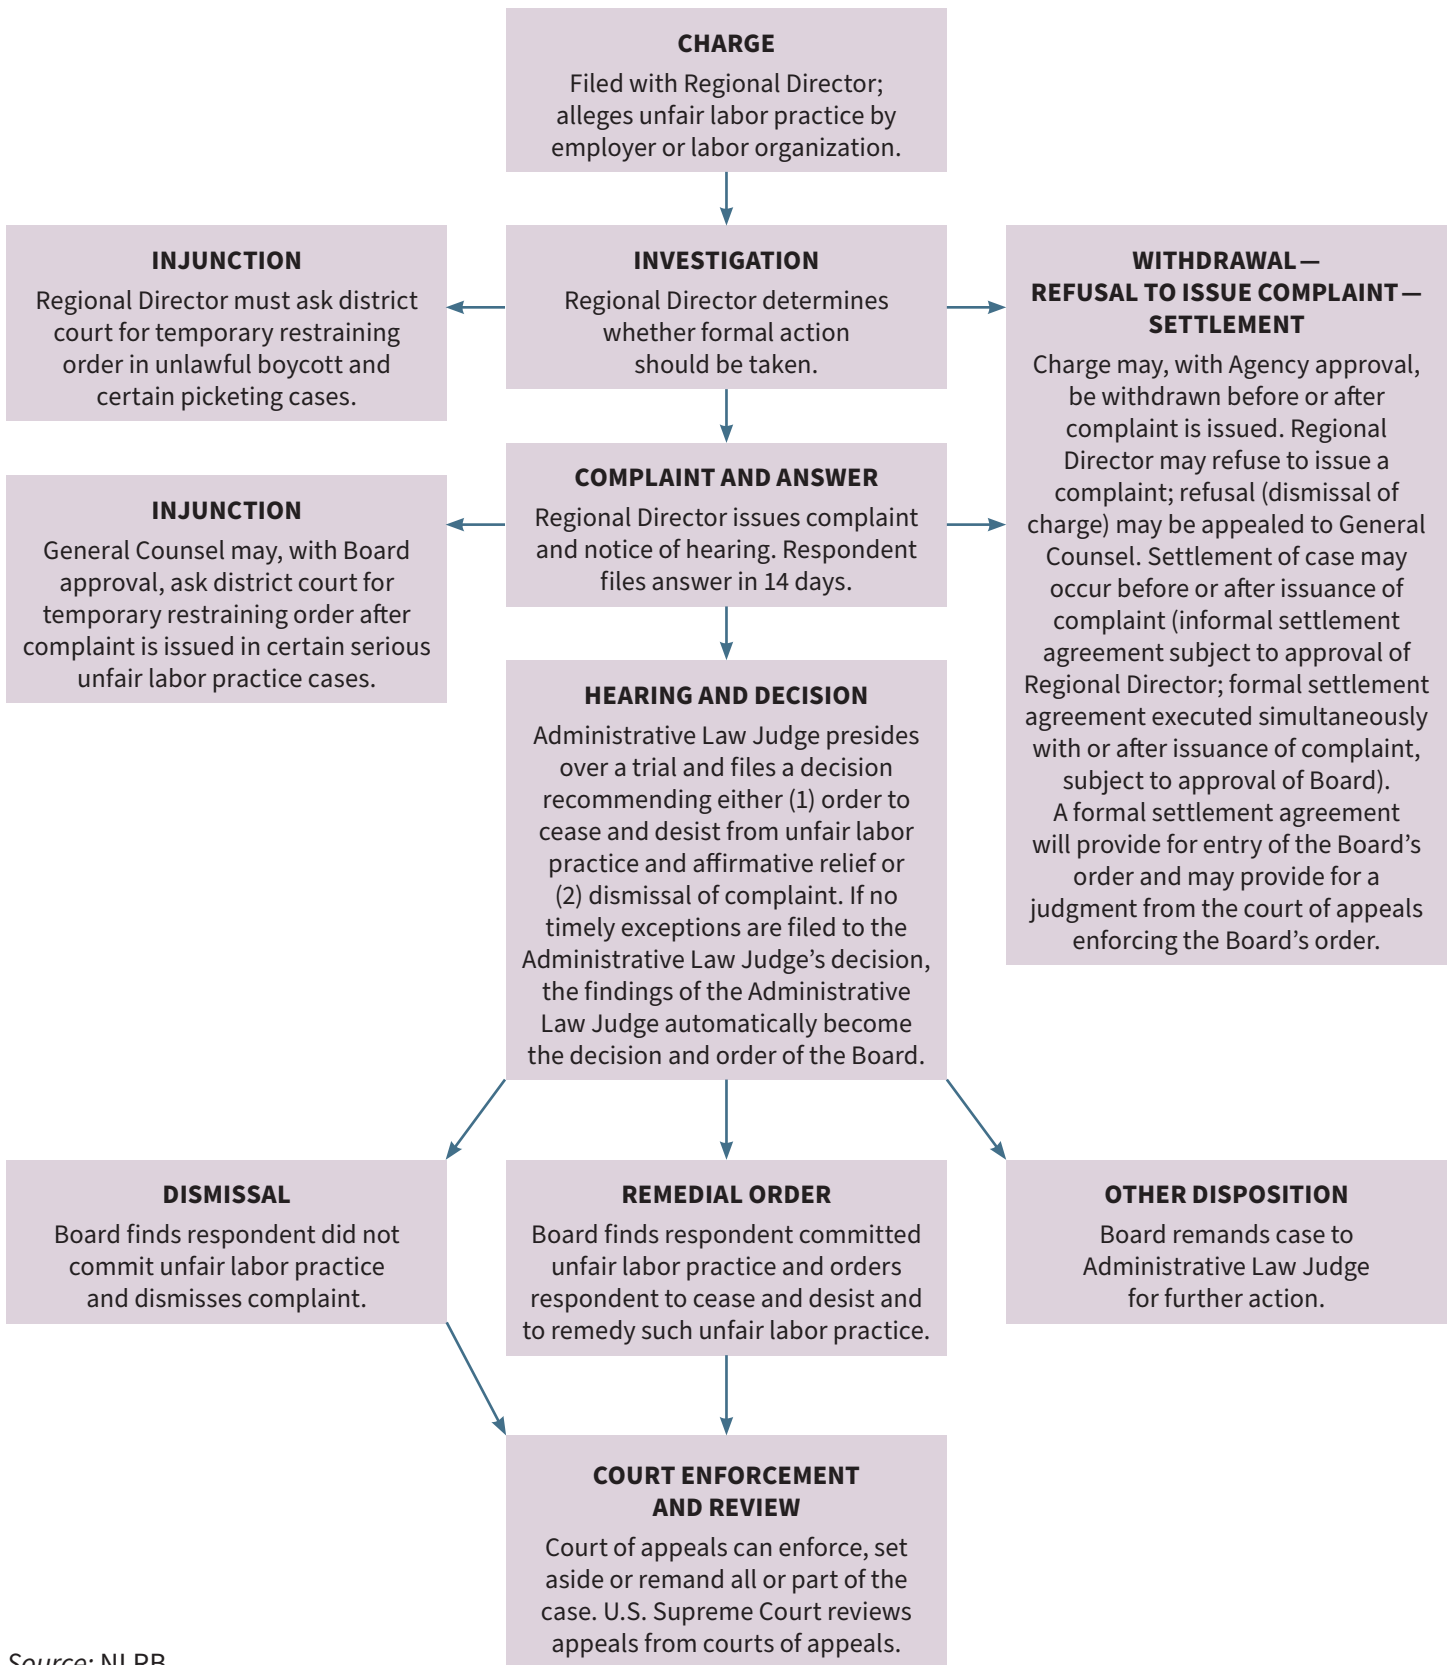 CHARGE
Filed with Regional Director;
alleges unfair labor practice by
employer or labor organization.
INJUNCTION
Regional Director must ask district
court for temporary restraining
order in unlawful boycott and
certain picketing cases.
INVESTIGATION
Regional Director determines
whether formal action
should be taken.
WITHDRAWAL—
REFUSAL TO ISSUE COMPLAINT—
SETTLEMENT
Charge may, with Agency approval,
be withdrawn before or after
complaint is issued. Regional
Director may refuse to issue a
complaint; refusal (dismissal of
charge) may be appealed to General
Counsel. Settlement of case may
occur before or after issuance of
complaint (informal settlement
agreement subject to approval of
Regional Director; formal settlement
agreement executed simultaneously
with or after issuance of complaint,
subject to approval of Board).
A formal settlement agreement
will provide for entry of the Board's
order and may provide for a
judgment from the court of appeals
enforcing the Board's order.
INJUNCTION
General Counsel may, with Board
approval, ask district court for
temporary restraining order after
complaint is issued in certain serious
unfair labor practice cases.
COMPLAINT AND ANSWER
Regional Director issues complaint
and notice of hearing. Respondent
files answer in 14 days.
HEARING AND DECISION
Administrative Law Judge presides
over a trial and files a decision
recommending either (1) order to
cease and desist from unfair labor
practice and affirmative relief or
(2) dismissal of complaint. If no
timely exceptions are filed to the
Administrative Law Judge's decision,
the findings of the Administrative
Law Judge automatically become
the decision and order of the Board.
DISMISSAL
Board finds respondent did not
commit unfair labor practice
and dismisses complaint.
REMEDIAL ORDER
Board finds respondent committed
unfair labor practice and orders
respondent to cease and desist and
to remedy such unfair labor practice.
OTHER DISPOSITION
Board remands case to
Administrative Law Judge
for further action.
COURT ENFORCEMENT
AND REVIEW
Court of appeals can enforce, set
aside or remand all or part of the
case. U.S. Supreme Court reviews
appeals from courts of appeals.
Source: NLRB